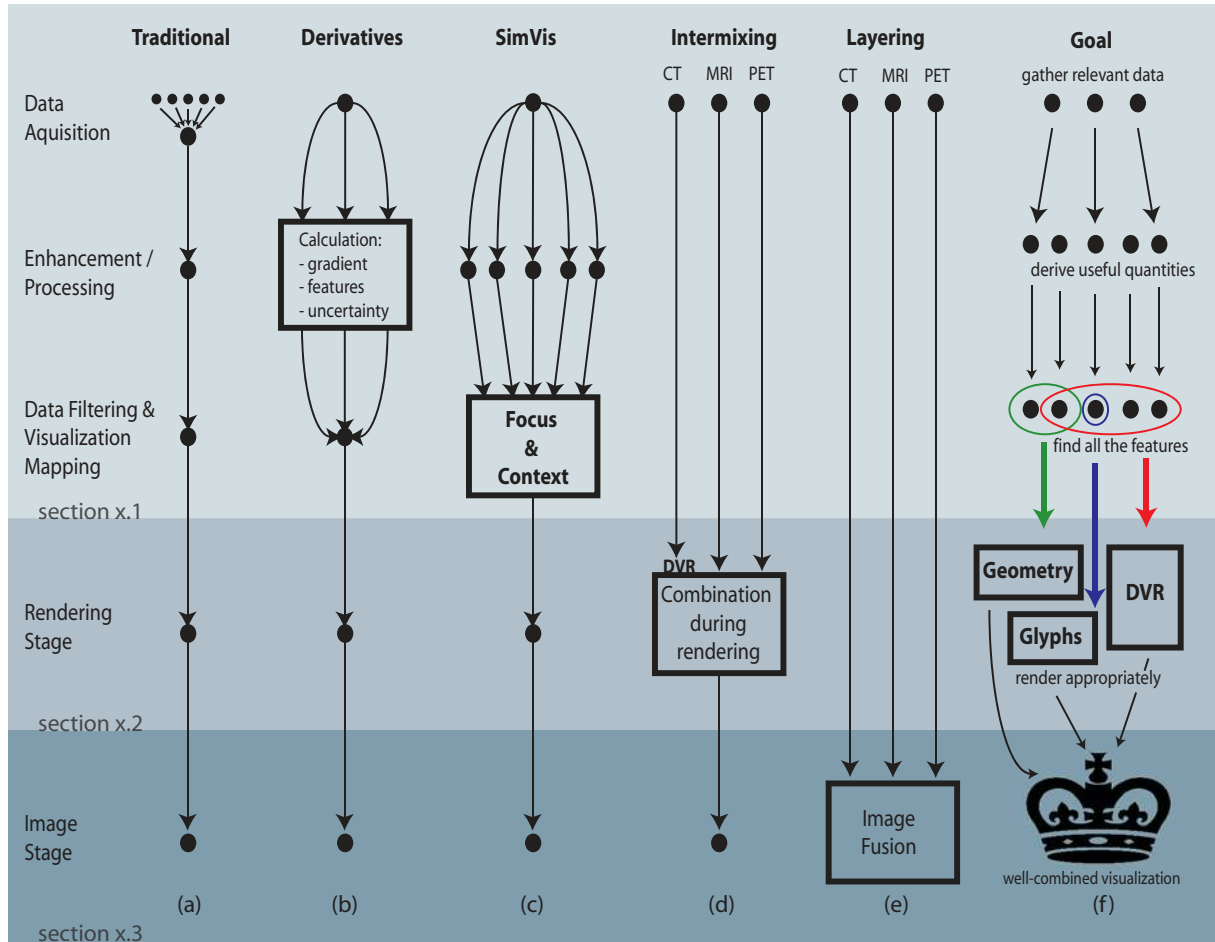 Traditional
Derivatives
SimVis
Intermixing
Layering
Goal
CT MRI PET
CT MRI PET
gather relevant data
Data
Aquisition
Enhancement /
Processing
Calculation:
- gradient
- features
- uncertainty
derive useful quantities
Data Filtering &
Visualization
Mapping
Focus
&
Context
find all the features
section x.1
Rendering
Stage
DVR
Combination
during
rendering
Geometry
Glyphs
DVR
render appropriately
section x.2
Image
Stage
Image
Fusion
well-combined visualization
(a)
(b)
(c)
(d)
(e)
(f)
section x.3